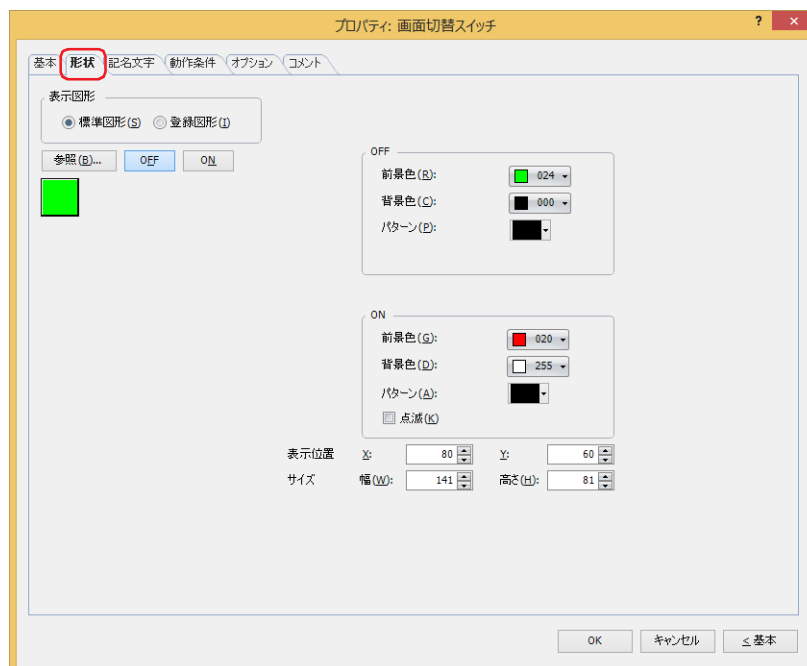 プロパティ: 画面切替スイッチ
? ×
基本 形状 記名文字 動作条件 オプション コメント
表示図形
標準図形(S) 登録図形(I)
参照(B)... OFF ON
OFF
前景色(R): 024
背景色(C): 000
パターン(P):
ON
前景色(G): 020
背景色(D): 255
パターン(A):
点滅(K)
表示位置 X: 80 Y: 60
サイズ 幅(W): 141 高さ(H): 81
OK キャンセル < 基本